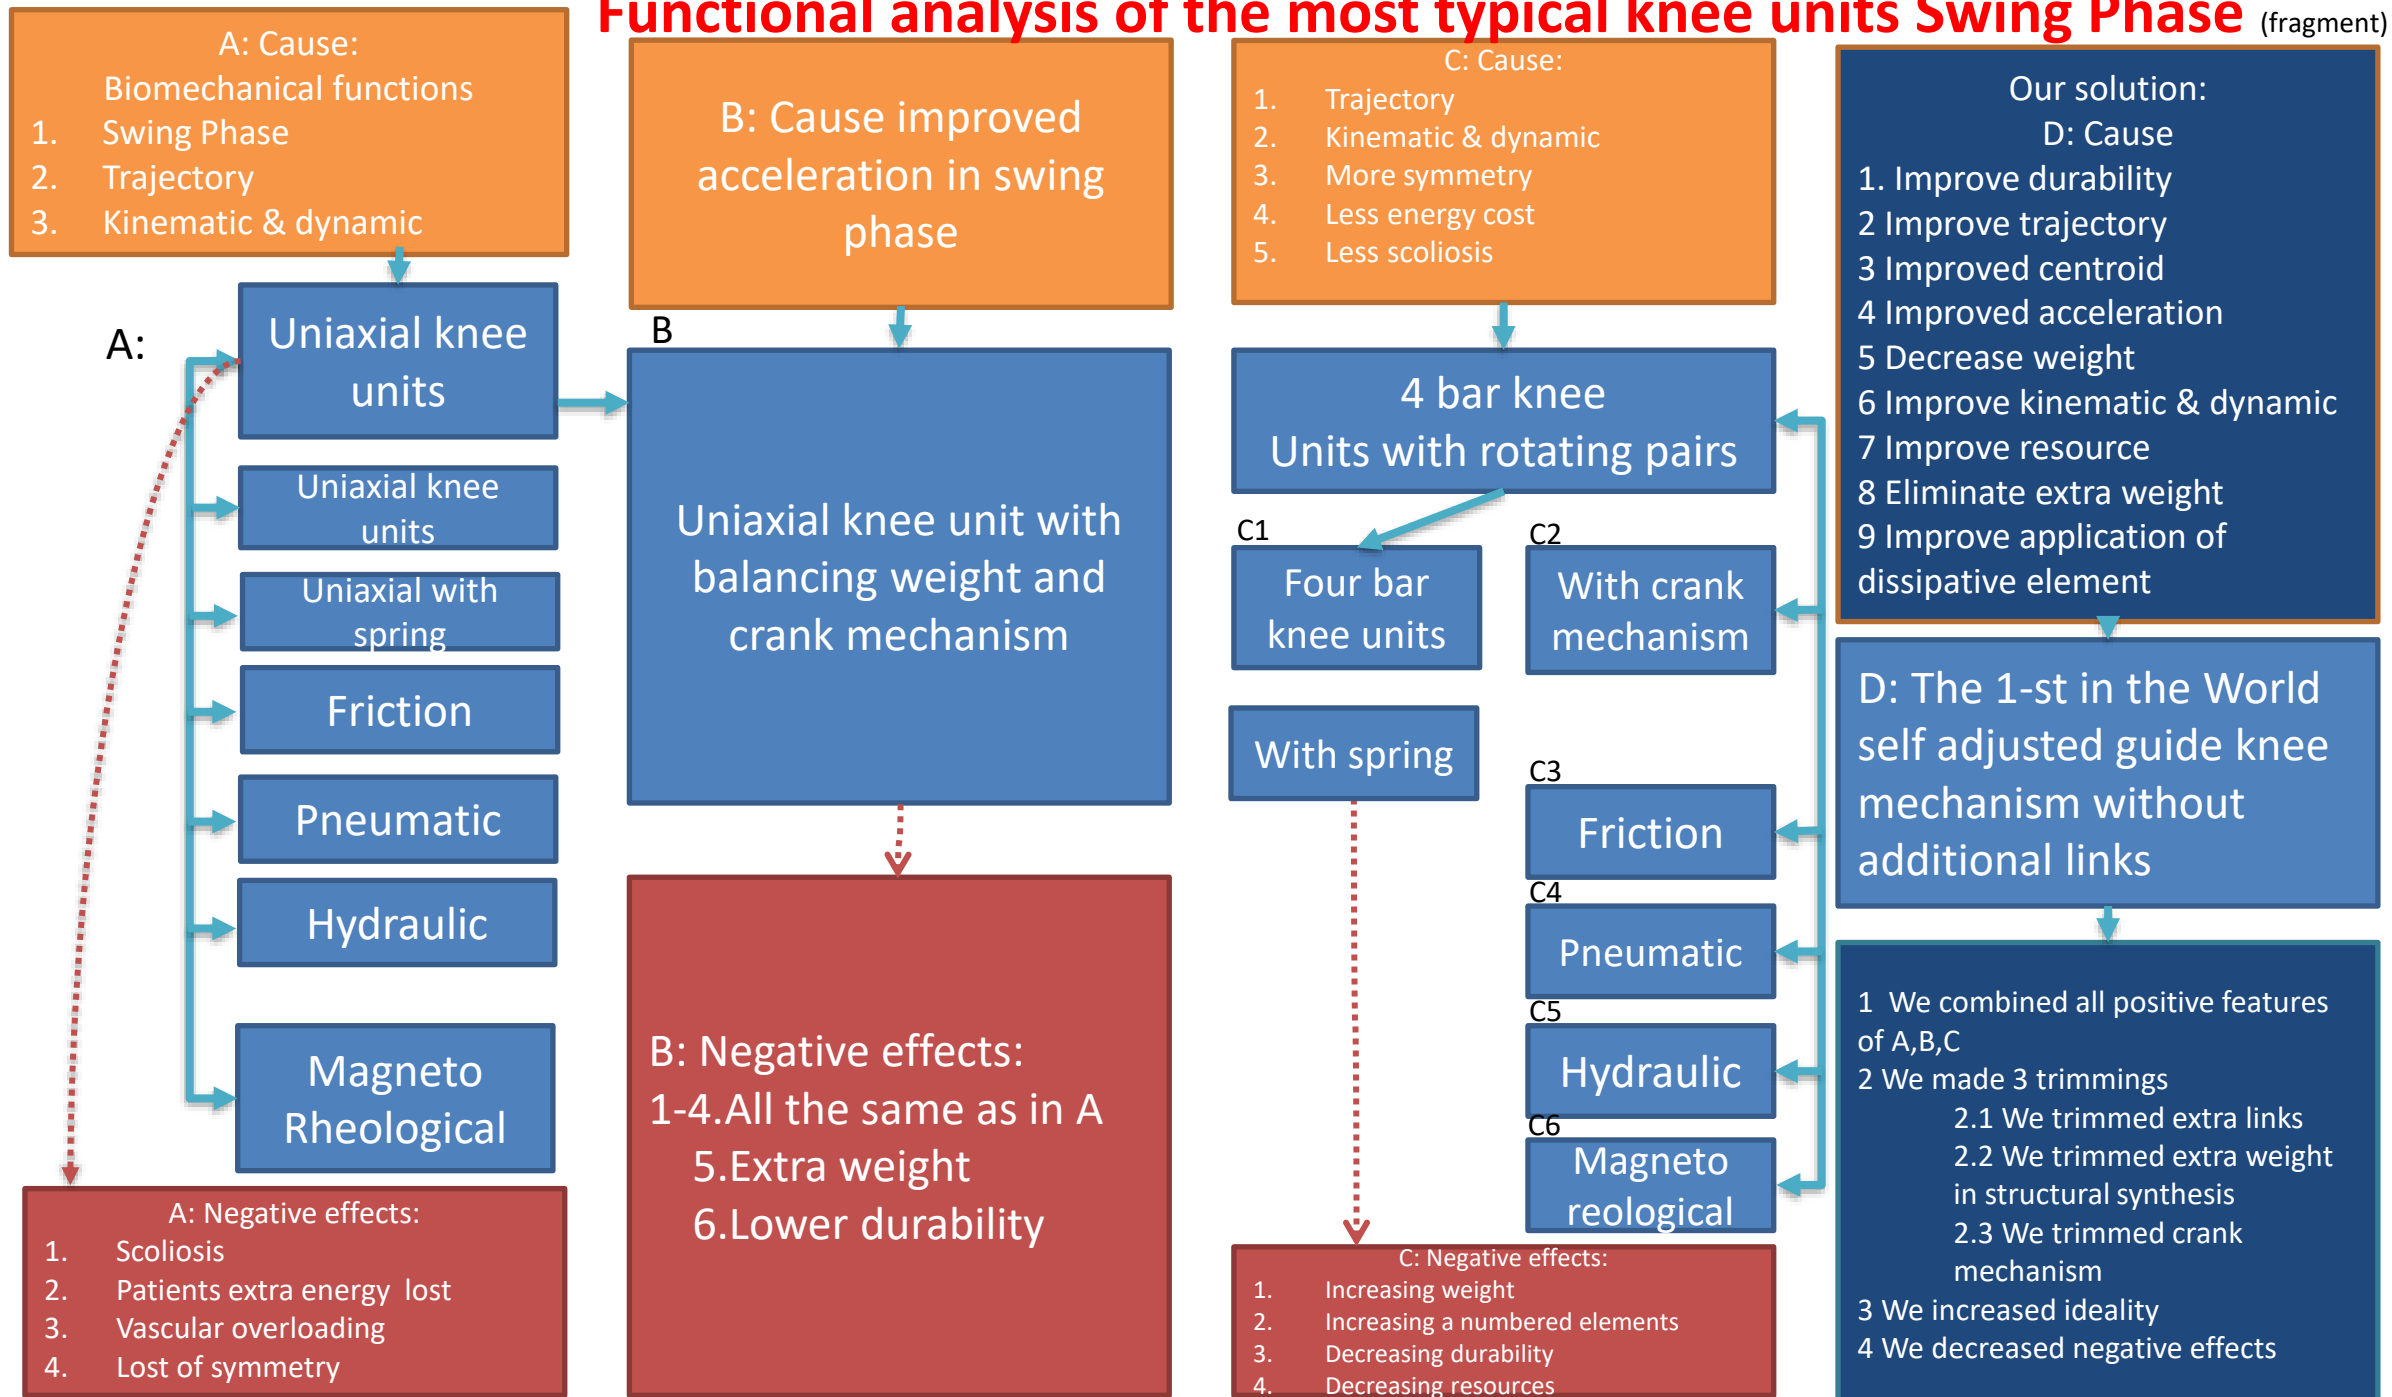 Functional analysis of the most typical knee units Swing Phase (fragment)
A: Cause:
Biomechanical functions
1. Swing Phase
2. Trajectory
3. Kinematic & dynamic
A:
Uniaxial knee
units
Uniaxial knee
units
Uniaxial with
spring
Friction
Pneumatic
Hydraulic
Magneto
Rheological
A: Negative effects:
1. Scoliosis
2. Patients extra energy lost
3. Vascular overloading
4. Lost of symmetry
B: Cause improved
acceleration in swing
phase
B
Uniaxial knee unit with
balancing weight and
crank mechanism
B: Negative effects:
1-4.All the same as in A
5.Extra weight
6.Lower durability
C: Cause:
1. Trajectory
2. Kinematic & dynamic
3. More symmetry
4. Less energy cost
5. Less scoliosis
4 bar knee
Units with rotating pairs
C1
Four bar
knee units
With spring
C2
With crank
mechanism
C3
Friction
C4
Pneumatic
C5
Hydraulic
C6
Magneto
reological
C: Negative effects:
1. Increasing weight
2. Increasing a numbered elements
3. Decreasing durability
4. Decreasing resources
Our solution:
D: Cause
1. Improve durability
2 Improve trajectory
3 Improved centroid
4 Improved acceleration
5 Decrease weight
6 Improve kinematic & dynamic
7 Improve resource
8 Eliminate extra weight
9 Improve application of
dissipative element
D: The 1-st in the World
self adjusted guide knee
mechanism without
additional links
1 We combined all positive features
of A,B,C
2 We made 3 trimmings
2.1 We trimmed extra links
2.2 We trimmed extra weight
in structural synthesis
2.3 We trimmed crank
mechanism
3 We increased ideality
4 We decreased negative effects